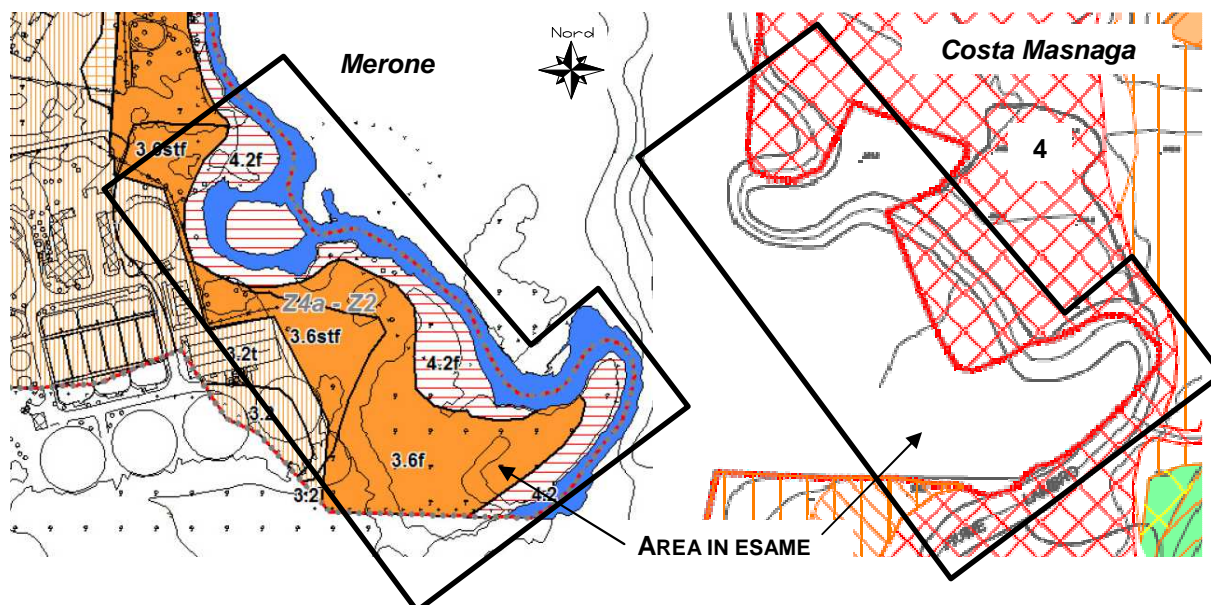 Merone
Nord
Costa Masnaga
3.6stf
4.2f
4
Z4a - Z2
3.6stf
3.2t
4.2f
3.2
3.6f
3.2f
4.2
AREA IN ESAME